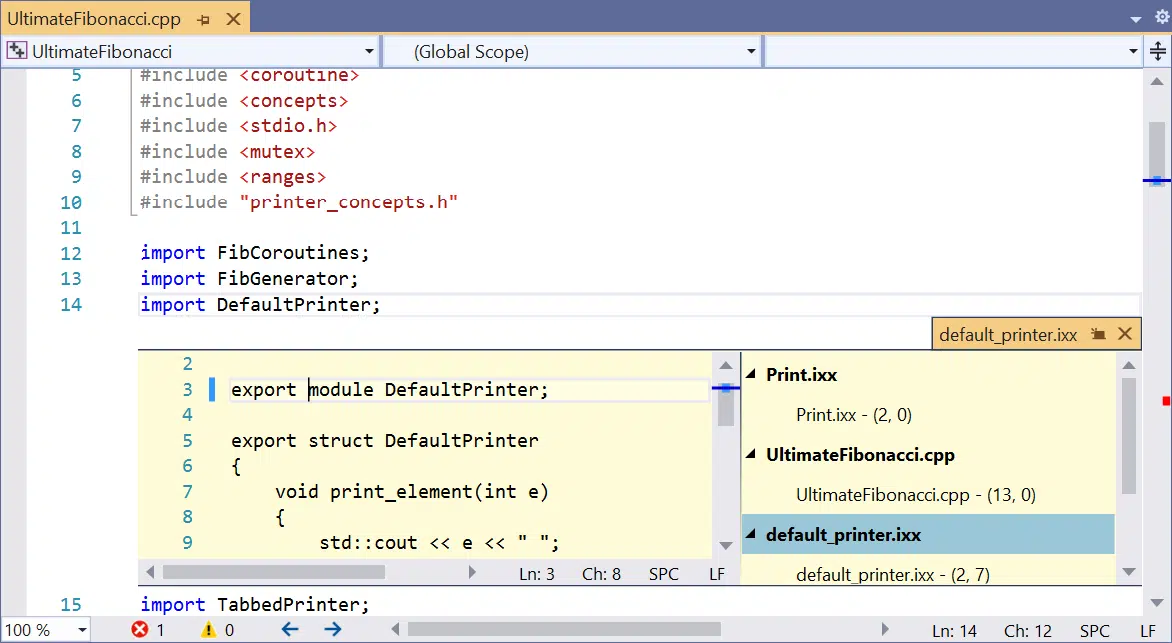 UltimateFibonacci.cpp
UltimateFibonacci (Global Scope)
5 #include <coroutine>
6 #include <concepts>
7 #include <stdio.h>
8 #include <mutex>
9 #include <ranges>
10 #include "printer_concepts.h"
11
12 import FibCoroutines;
13 import FibGenerator;
14 import DefaultPrinter;
default_printer.ixx
2
3 export module DefaultPrinter;
4
5 export struct DefaultPrinter
6 {
7 void print_element(int e)
8 {
9 std::cout << e << " ";
Ln: 3 Ch: 8 SPC LF
Print.ixx
Print.ixx - (2, 0)
UltimateFibonacci.cpp
UltimateFibonacci.cpp - (13, 0)
default_printer.ixx
default_printer.ixx - (2, 7)
15 import TabbedPrinter;
100 % 1 0 Ln: 14 Ch: 12 SPC LF